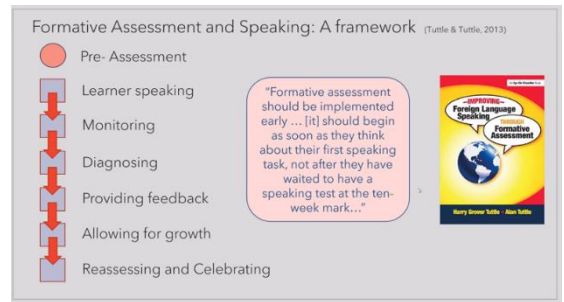 Formative Assessment and Speaking: A framework (Tuttle & Tuttle, 2013)
Pre- Assessment
Learner speaking
Monitoring
Diagnosing
Providing feedback
Allowing for growth
Reassessing and Celebrating
“Formative assessment
should be implemented
early … [it] should begin
as soon as they think
about their first speaking
task, not after they have
waited to have a
speaking test at the ten-
week mark…”
IMPROVING
Foreign Language
Speaking
THROUGH
Formative
Assessment
Harry Grover Tuttle • Alan Tuttle